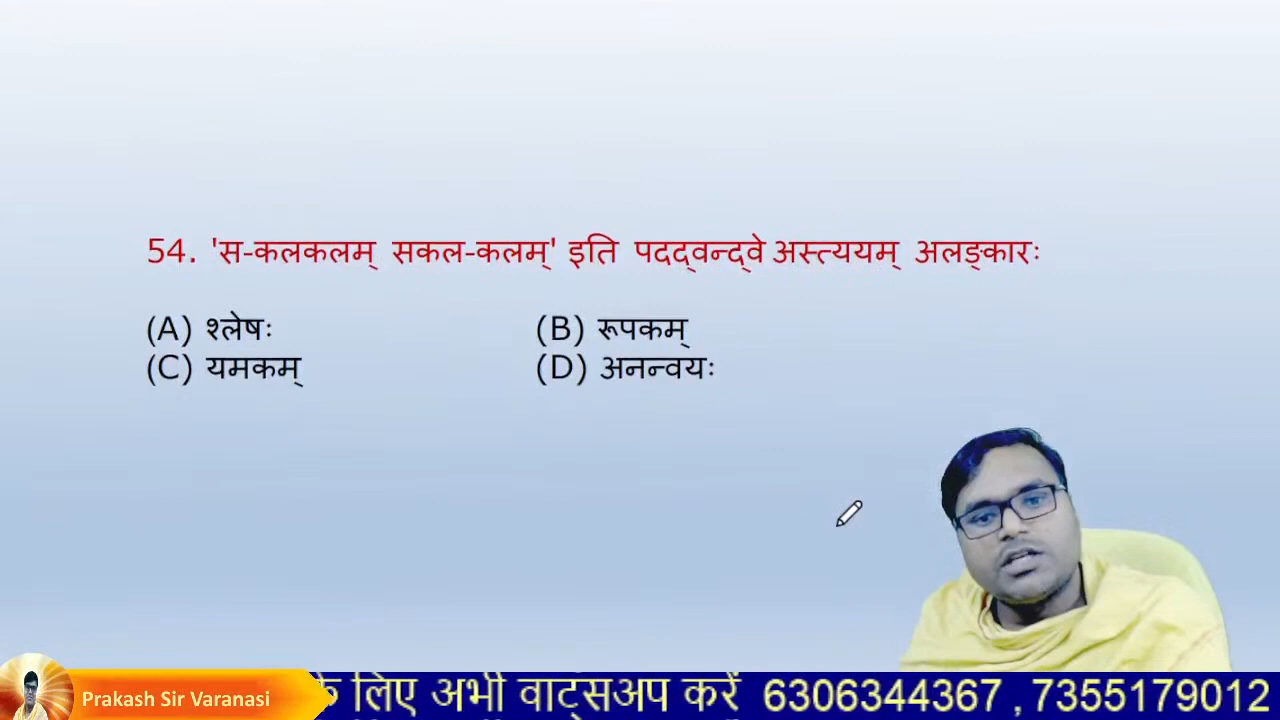 54. 'स-कलकलम् सकल-कलम्' इति पदद्वन्द्वे अस्त्ययम् अलङ्कारः
(A) श्लेषः (B) रूपकम्
(C) यमकम् (D) अनन्वयः
Prakash Sir Varanasi
के लिए अभी वाट्सअप करें 6306344367 , 7355179012